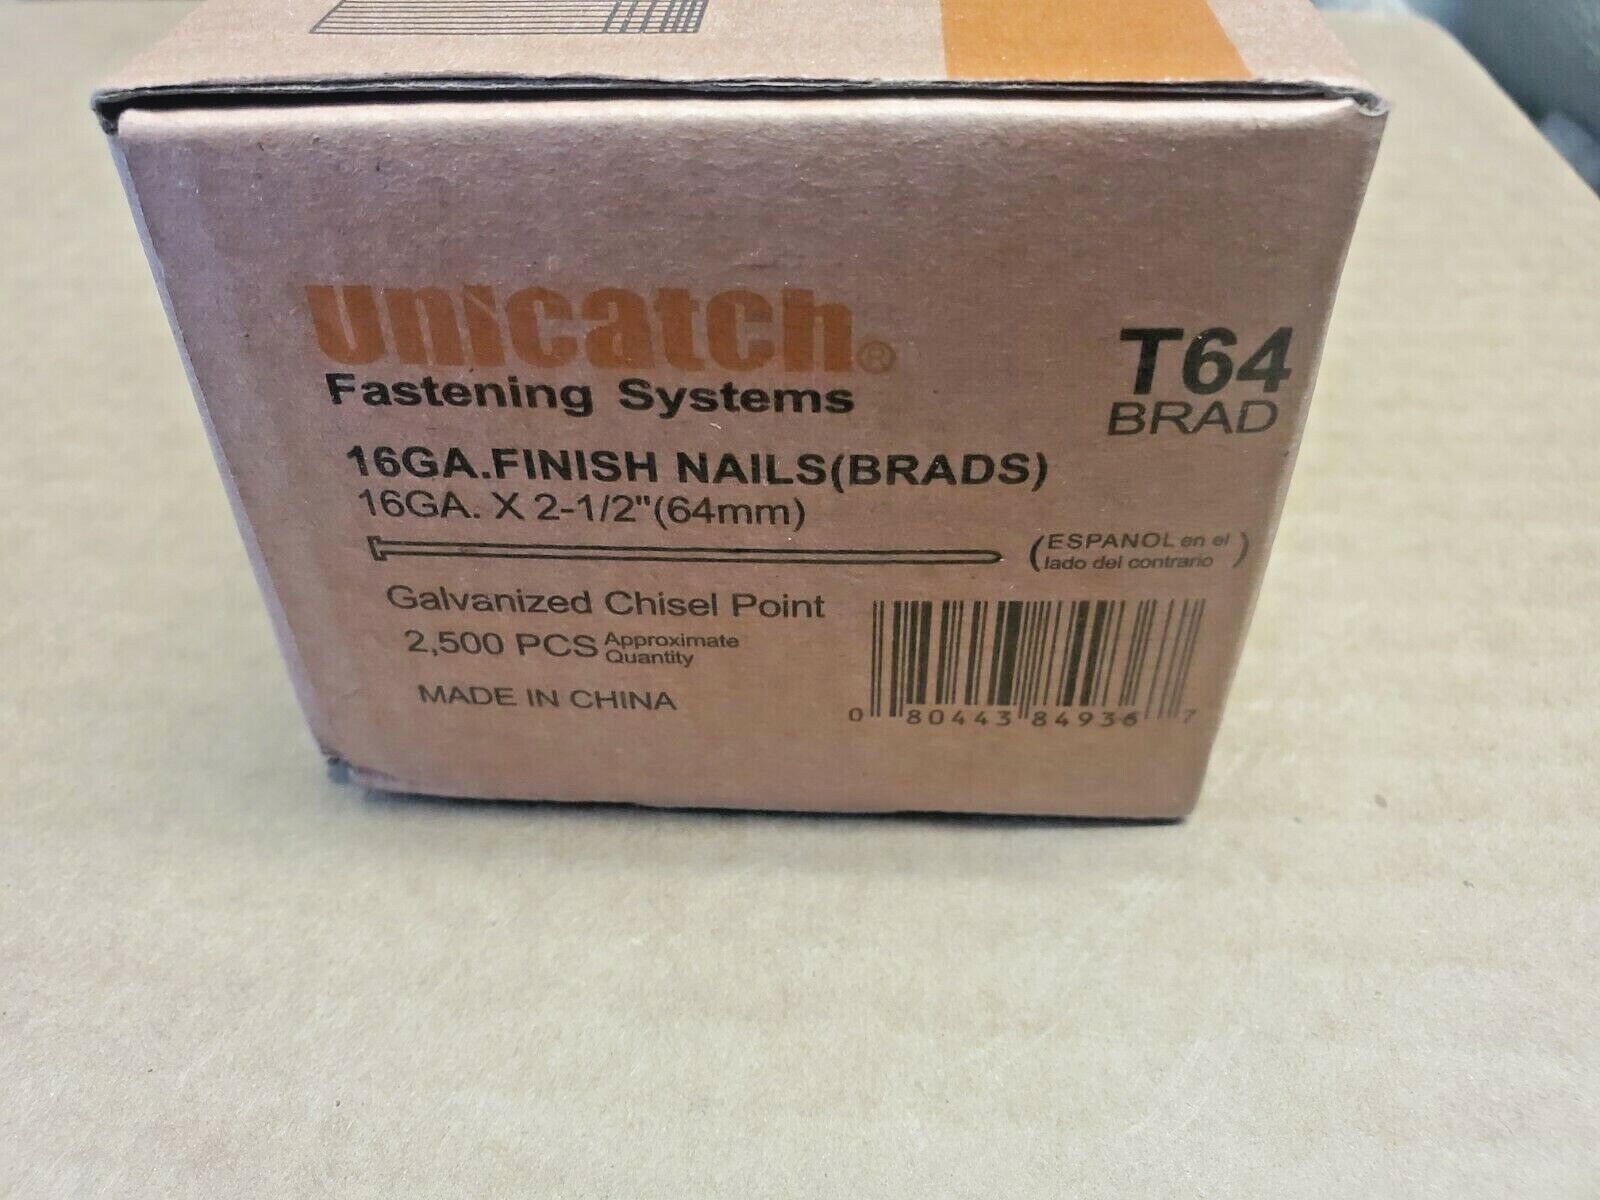 unicatch®
Fastening Systems
T64
BRAD
16GA.FINISH NAILS(BRADS)
16GA. X 2-1/2"(64mm)
(ESPANOL en el
lado del contrario)
Galvanized Chisel Point
2,500 PCS Approximate
Quantity
MADE IN CHINA
0 80443 84936 7